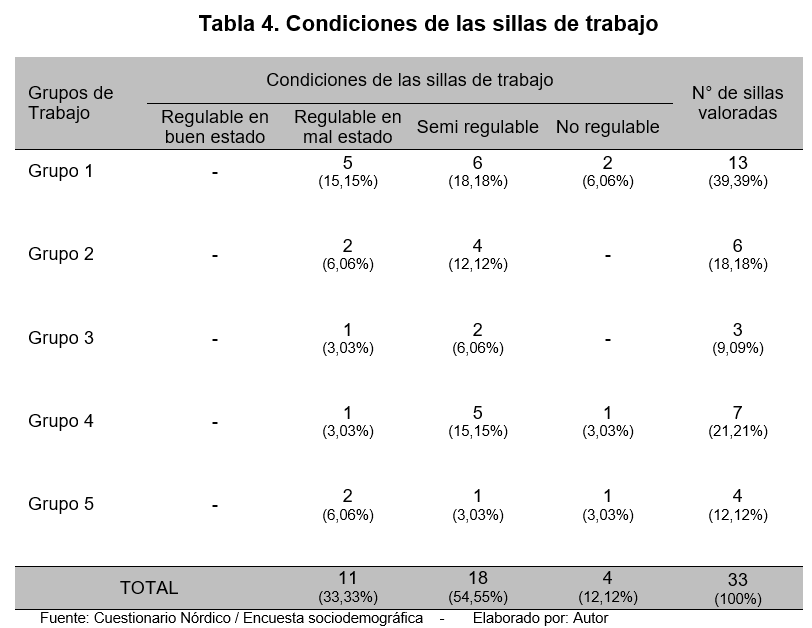 Tabla 4. Condiciones de las sillas de trabajo
Grupos de Trabajo Condiciones de las sillas de trabajo N° de sillas valoradas
Regulable en buen estado Regulable en mal estado Semi regulable No regulable
Grupo 1 - 5 6 2 13
(15,15%) (18,18%) (6,06%) (39,39%)
Grupo 2 - 2 4 - 6
(6,06%) (12,12%) (18,18%)
Grupo 3 - 1 2 - 3
(3,03%) (6,06%) (9,09%)
Grupo 4 - 1 5 1 7
(3,03%) (15,15%) (3,03%) (21,21%)
Grupo 5 - 2 1 1 4
(6,06%) (3,03%) (3,03%) (12,12%)
TOTAL 11 18 4 33
(33,33%) (54,55%) (12,12%) (100%)
Fuente: Cuestionario Nórdico / Encuesta sociodemográfica - Elaborado por: Autor